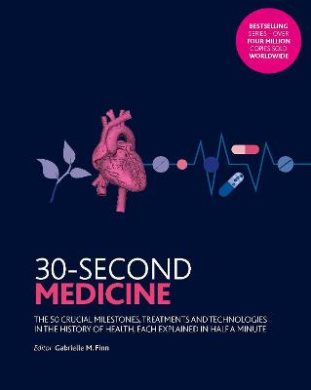 BESTSELLING
SERIES – OVER
FOUR MILLION
COPIES SOLD
WORLDWIDE
30-SECOND
MEDICINE
THE 50 CRUCIAL MILESTONES, TREATMENTS AND TECHNOLOGIES
IN THE HISTORY OF HEALTH, EACH EXPLAINED IN HALF A MINUTE
Editor Gabrielle M. Finn